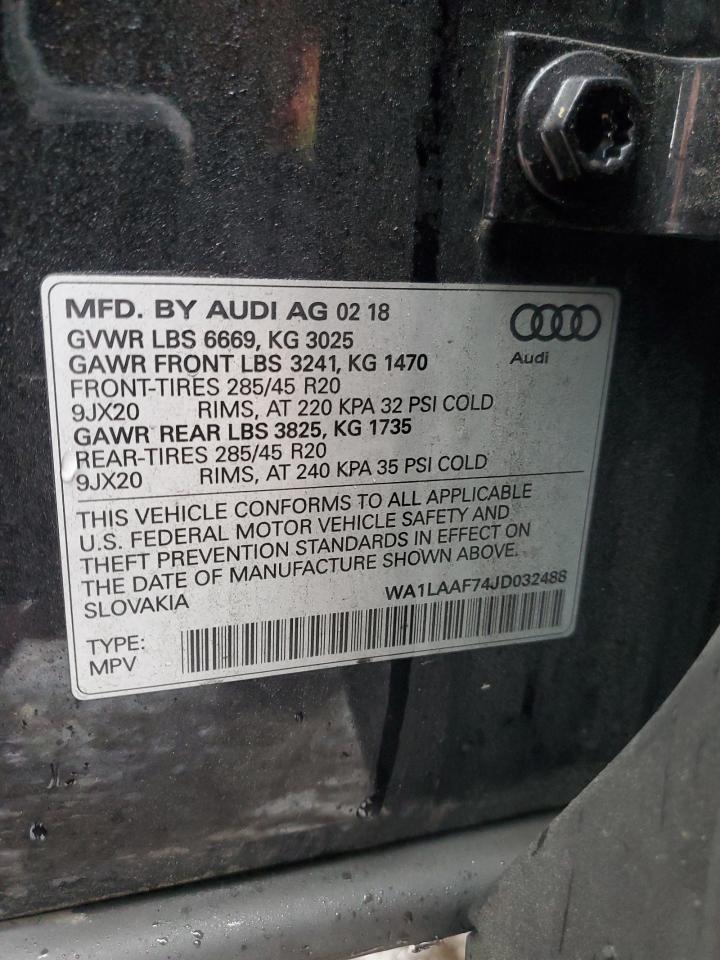 MFD. BY AUDI AG 02 18
GVWR LBS 6669, KG 3025
GAWR FRONT LBS 3241, KG 1470
FRONT-TIRES 285/45 R20
9JX20 RIMS, AT 220 KPA 32 PSI COLD
GAWR REAR LBS 3825, KG 1735
REAR-TIRES 285/45 R20
9JX20 RIMS, AT 240 KPA 35 PSI COLD
Audi
THIS VEHICLE CONFORMS TO ALL APPLICABLE
U.S. FEDERAL MOTOR VEHICLE SAFETY AND
THEFT PREVENTION STANDARDS IN EFFECT ON
THE DATE OF MANUFACTURE SHOWN ABOVE.
SLOVAKIA WA1LAAF74JD032488
TYPE:
MPV